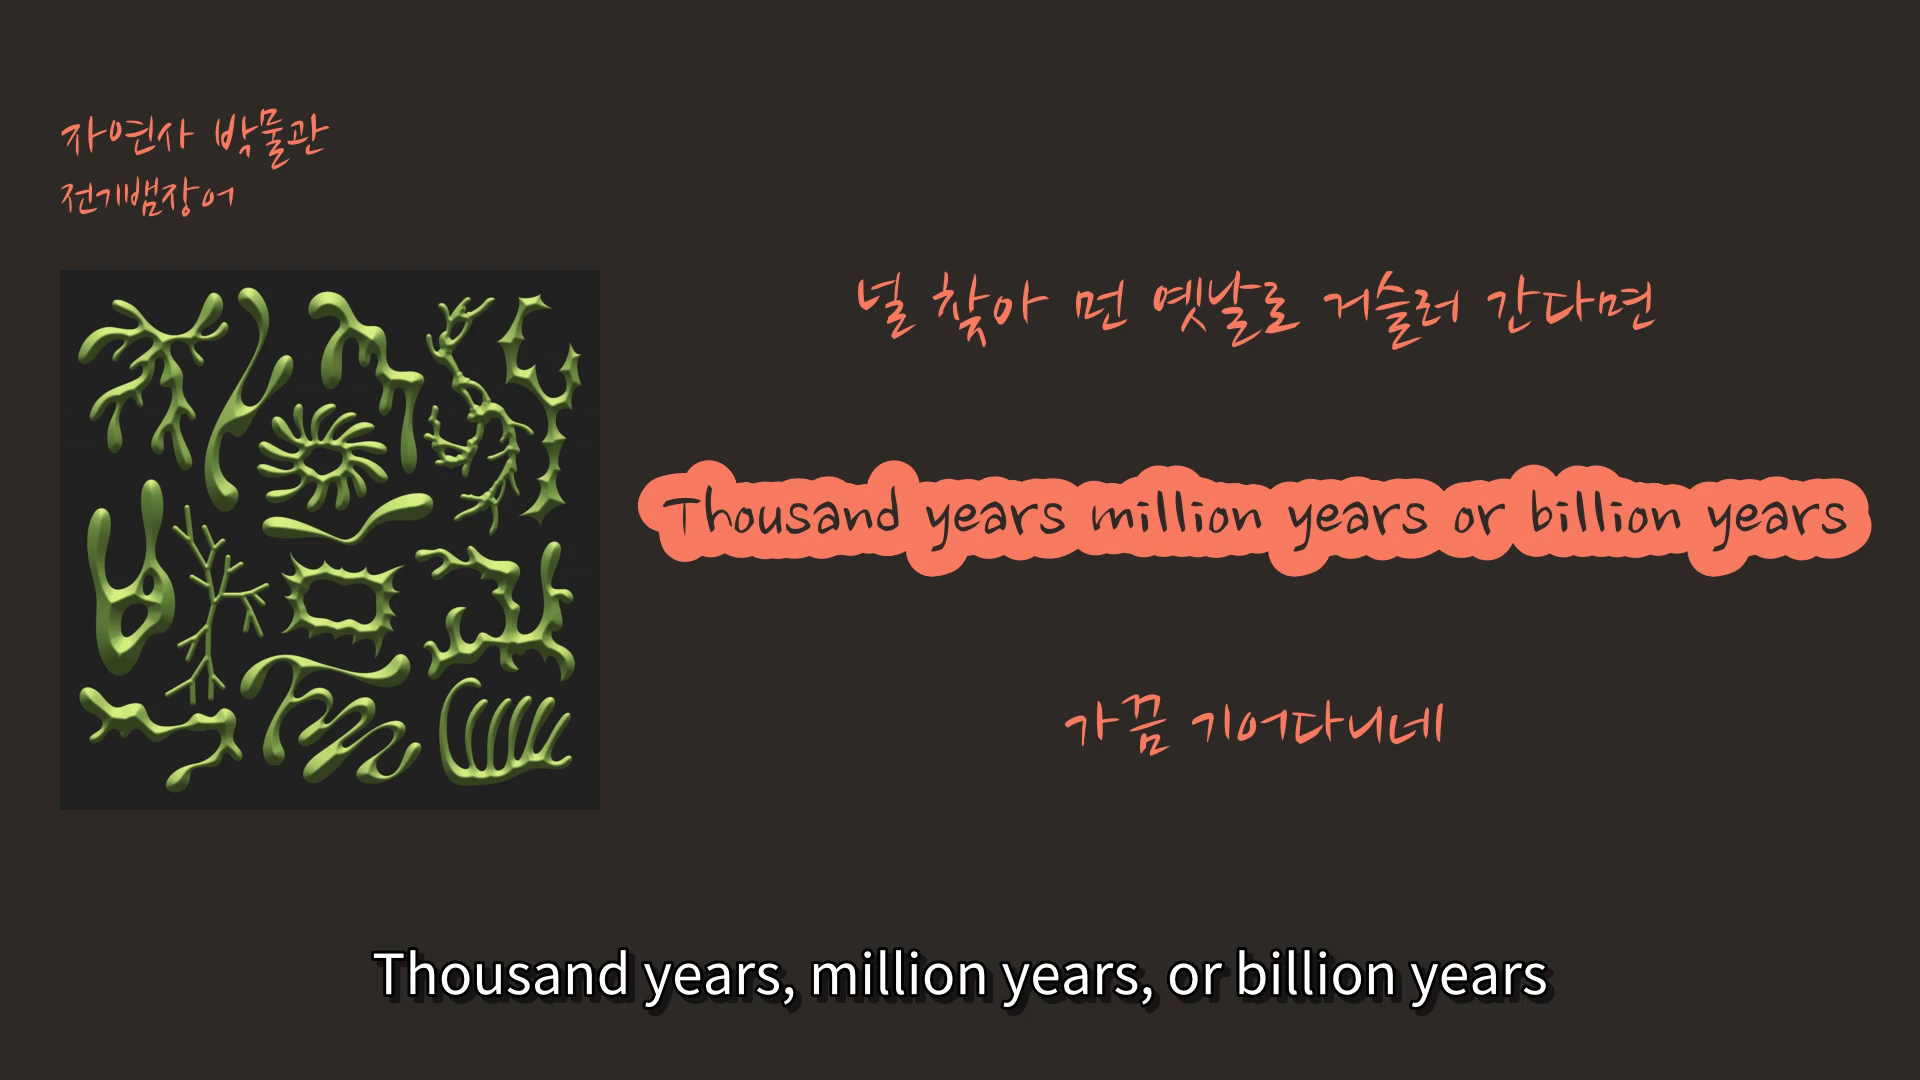 자연사 박물관
전기뱀장어
널 찾아 먼 옛날로 거슬러 간다면
Thousand years million years or billion years
가끔 기어다니네
Thousand years, million years, or billion years